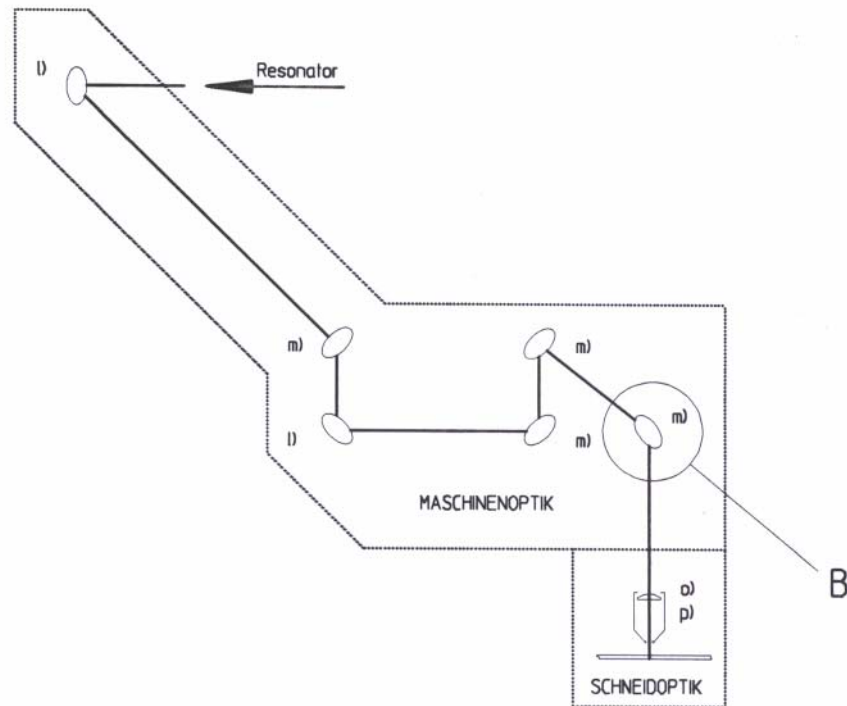 l)
Resonator
m)
m)
l)
m)
m)
MASCHINENOPTIK
B
o)
p)
SCHNEIDOPTIK